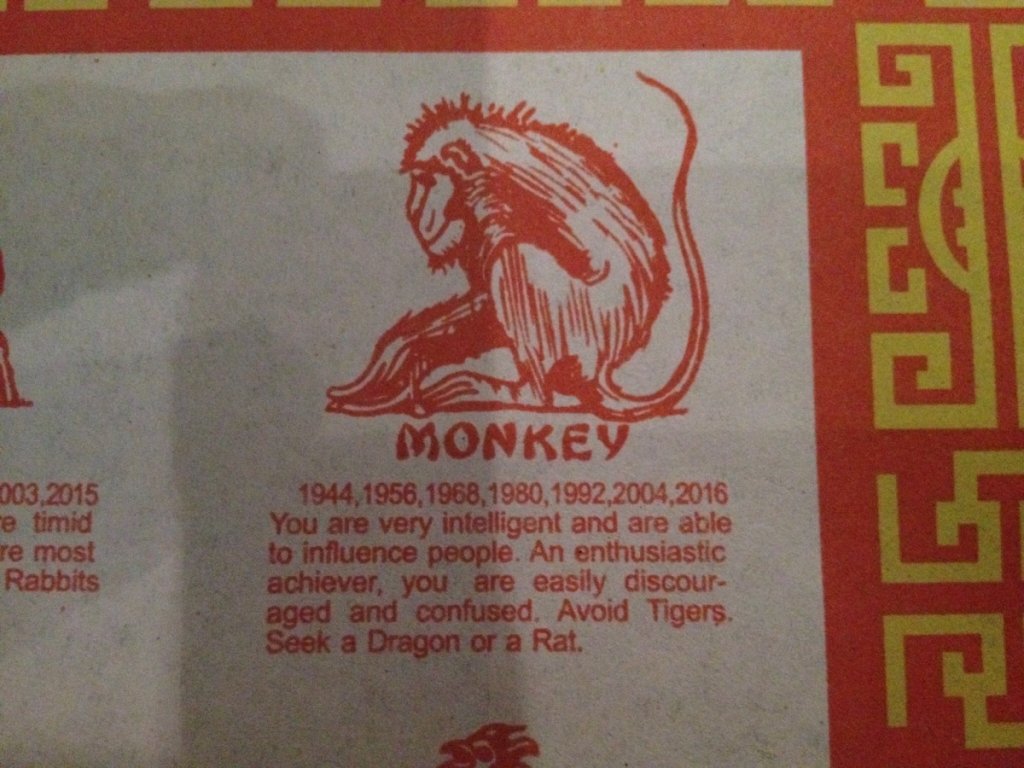 MONKEY
003,2015
re timid
re most
Rabbits
1944,1956,1968,1980,1992,2004,2016
You are very intelligent and are able
to influence people. An enthusiastic
achiever, you are easily discour-
aged and confused. Avoid Tigers.
Seek a Dragon or a Rat.